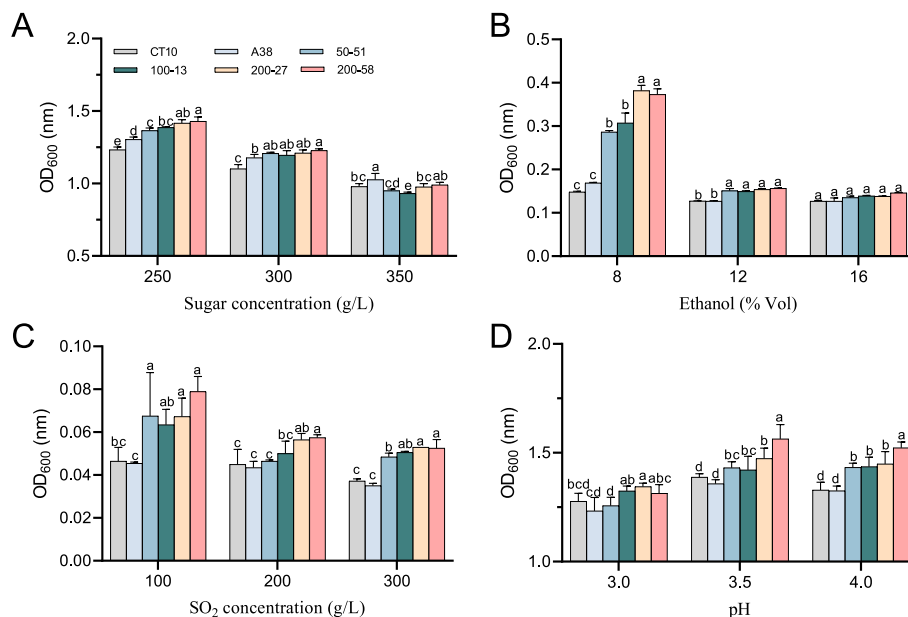 A
CT10 A38 50-51
100-13 200-27 200-58
OD600 (nm)
2.0
1.5
1.0
0.5
e d c bc ab a
c b ab ab ab a
bc a cd e bc ab
250 300 350
Sugar concentration (g/L)
B
OD600 (nm)
0.5
0.4
0.3
0.2
0.1
0.0
c c b b a a
b b a a a a
a a a a a a
8 12 16
Ethanol (% Vol)
C
OD600 (nm)
0.10
0.08
0.06
0.04
0.02
0.00
bc c a ab a a
c c c bc ab a
c c b ab a a
100 200 300
SO2 concentration (g/L)
D
OD600 (nm)
2.0
1.5
1.0
bcd cd d ab a abc
d d bc bc b a
d d b b b a
3.0 3.5 4.0
pH